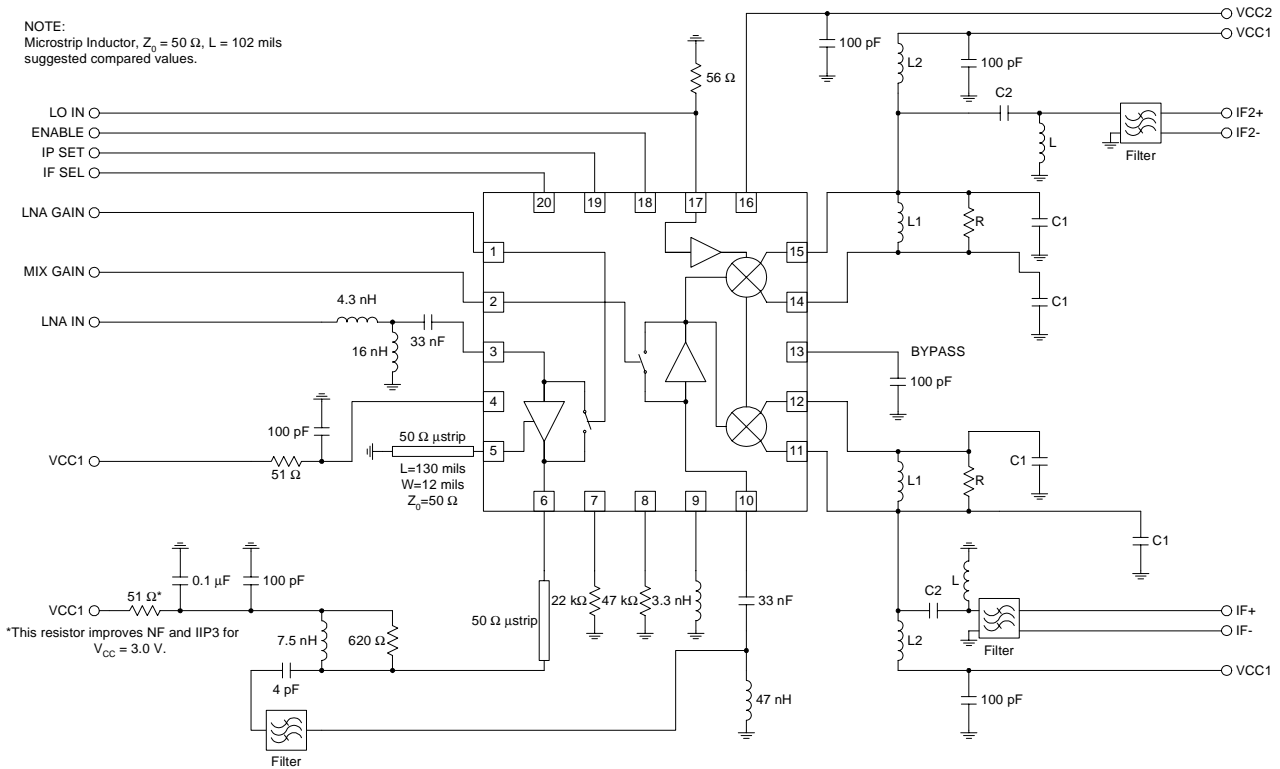 NOTE:
Microstrip Inductor, Z0 = 50 Ω, L = 102 mils
suggested compared values.
VCC2
VCC1
100 pF
L2
100 pF
56 Ω
C2
LO IN
IF2+
ENABLE
L
IF2-
IP SET
Filter
IF SEL
20
19
18
17
16
LNA GAIN
L1
R
C1
1
15
MIX GAIN
2
14
C1
4.3 nH
LNA IN
33 nF
16 nH
3
13
BYPASS
100 pF
4
12
100 pF
50 Ω µstrip
5
11
VCC1
51 Ω
L=130 mils
W=12 mils
Z0=50 Ω
L1
R
C1
6
7
8
9
10
C1
0.1 µF
100 pF
L
51 Ω*
VCC1
22 kΩ
47 kΩ
3.3 nH
33 nF
C2
IF+
50 Ω µstrip
*This resistor improves NF and IIP3 for
VCC = 3.0 V.
7.5 nH
620 Ω
IF-
L2
Filter
4 pF
VCC1
47 nH
100 pF
Filter